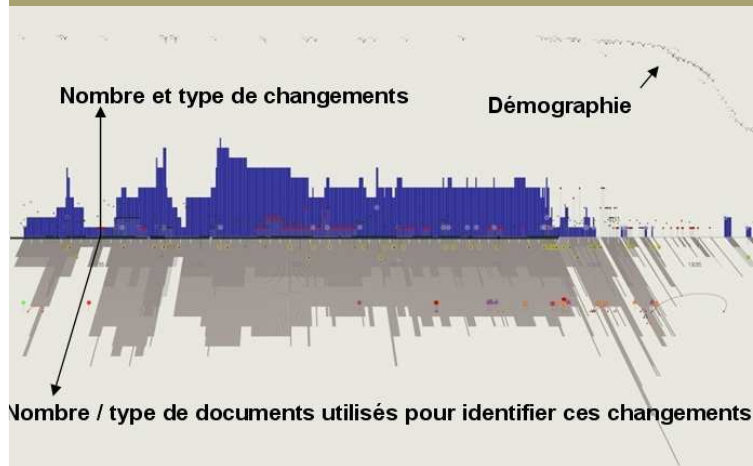 Nombre et type de changements
Démographie
Nombre / type de documents utilisés pour identifier ces changements